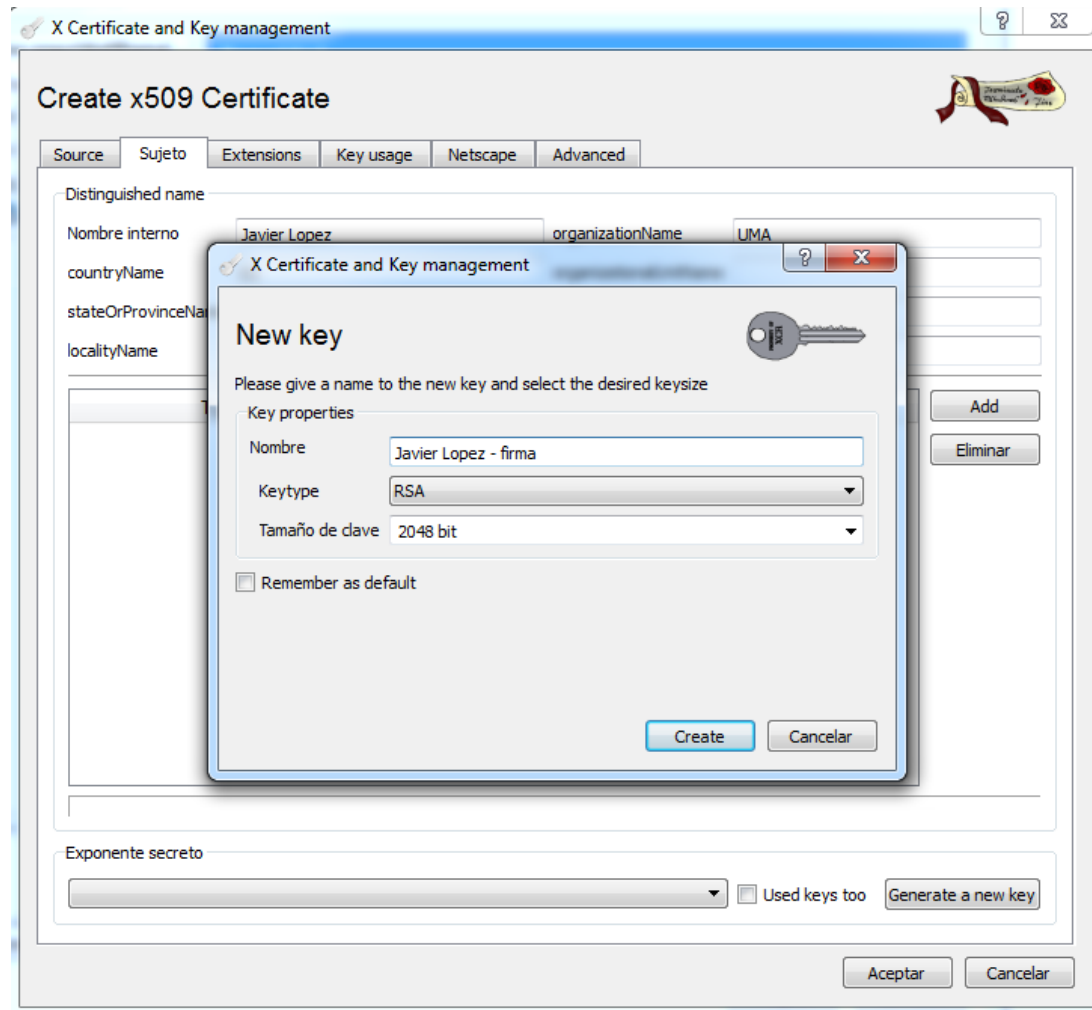 X Certificate and Key management
Create x509 Certificate
Source Sujeto Extensions Key usage Netscape Advanced
Distinguished name
Nombre interno Javier Lopez organizationName UMA
countryName
stateOrProvinceNa
localityName
X Certificate and Key management
New key
Please give a name to the new key and select the desired keysize
Key properties
Nombre Javier Lopez - firma
Keytype RSA
Tamaño de clave 2048 bit
Remember as default
Create Cancelar
Add
Eliminar
Exponente secreto
Used keys too Generate a new key
Aceptar Cancelar